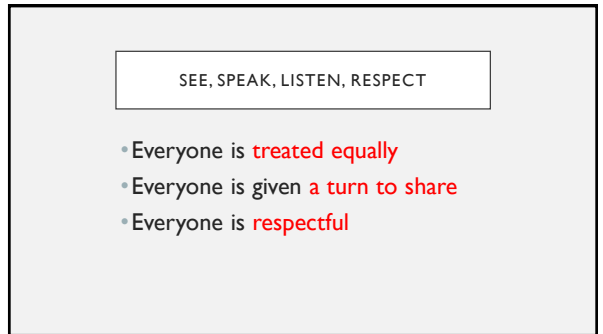 SEE, SPEAK, LISTEN, RESPECT
• Everyone is treated equally
• Everyone is given a turn to share
• Everyone is respectful